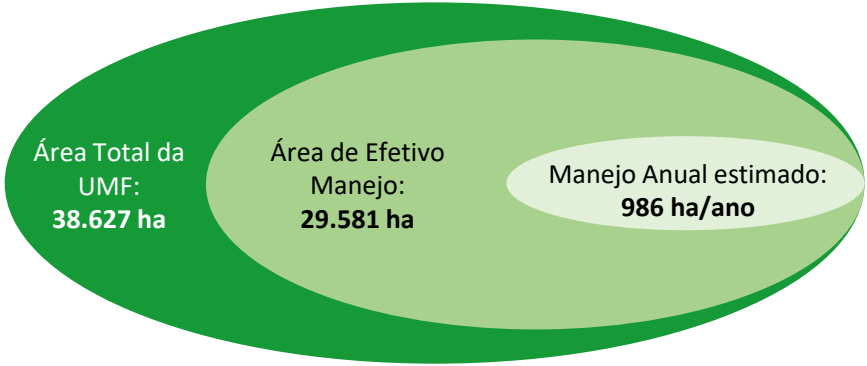 Área Total da
UMF:
38.627 ha
Área de Efetivo
Manejo:
29.581 ha
Manejo Anual estimado:
986 ha/ano